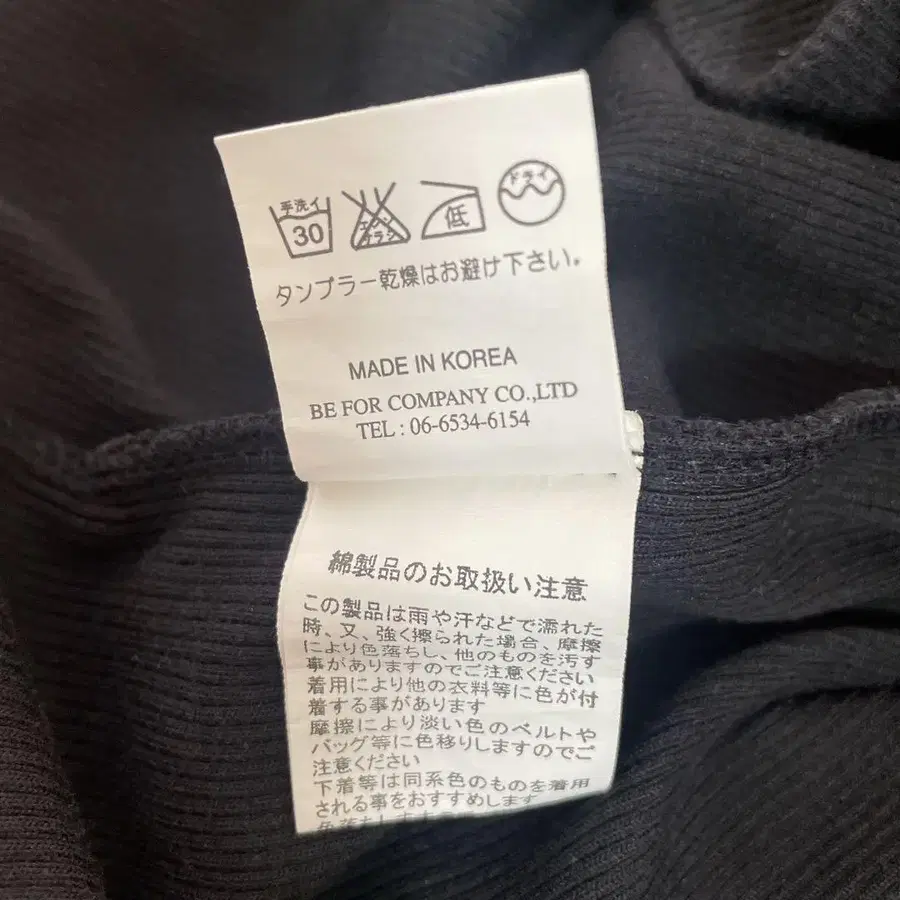 手洗イ
30
エンソ
サラシ
低
ドライ
タンブラー乾燥はお避け下さい。
MADE IN KOREA
BE FOR COMPANY CO.,LTD
TEL : 06-6534-6154
綿製品のお取扱い注意
この製品は雨や汗などで濡れた
時、又、強く擦られた場合、摩擦
により色落ちし、他のものを汚す
事がありますのでご注意ください
着用により他の衣料等に色が付
着する事があります
摩擦により淡い色のベルトや
バッグ等に色移りしますのでご
注意ください
下着等は同系色のものを着用
される事をおすすめします